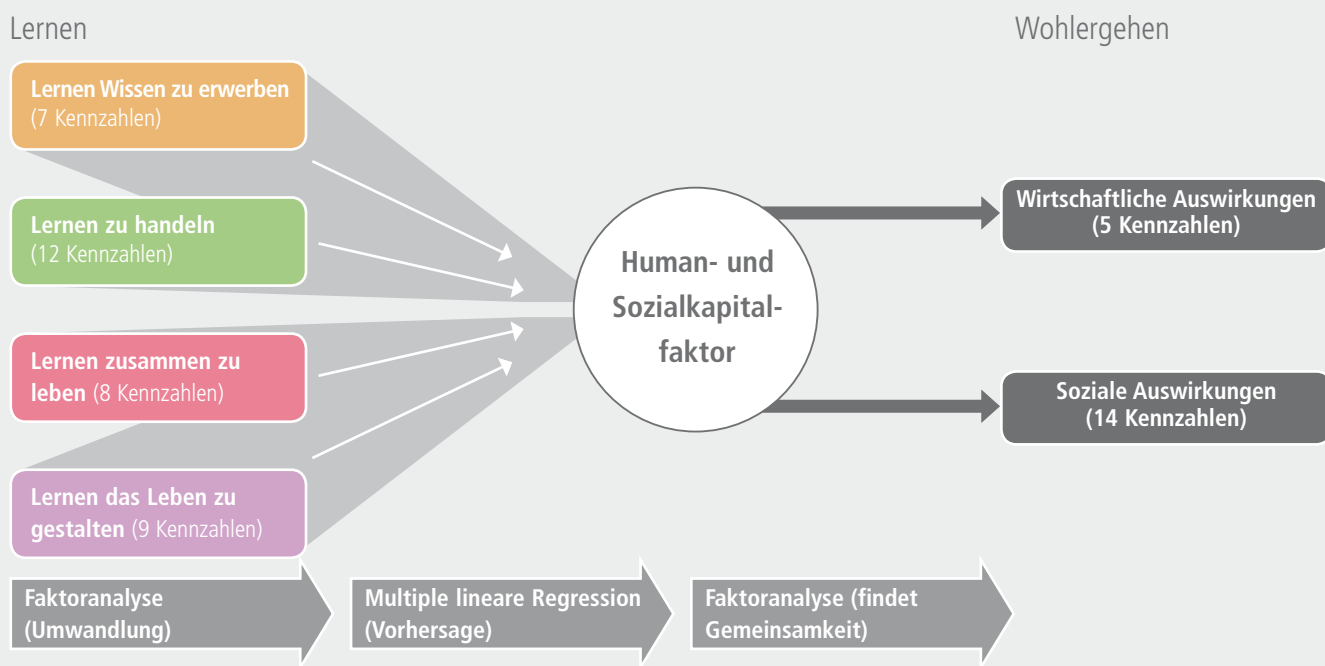 Lernen
Wohlergehen
Lernen Wissen zu erwerben
(7 Kennzahlen)
Lernen zu handeln
(12 Kennzahlen)
Lernen zusammen zu
leben (8 Kennzahlen)
Lernen das Leben zu
gestalten (9 Kennzahlen)
Human- und
Sozialkapital-
faktor
Wirtschaftliche Auswirkungen
(5 Kennzahlen)
Soziale Auswirkungen
(14 Kennzahlen)
Faktoranalyse
(Umwandlung)
Multiple lineare Regression
(Vorhersage)
Faktoranalyse (findet
Gemeinsamkeit)